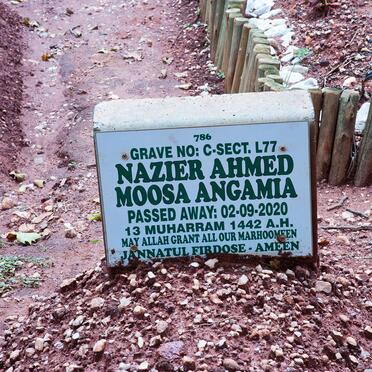 786
GRAVE NO: C-SECT. L77
NAZIER AHMED
MOOSA ANGAMIA
PASSED AWAY: 02-09-2020
13 MUHARRAM 1442 A.H.
MAY ALLAH GRANT ALL OUR MARHOOMEEN
JANNATUL FIRDOSE - AMEEN